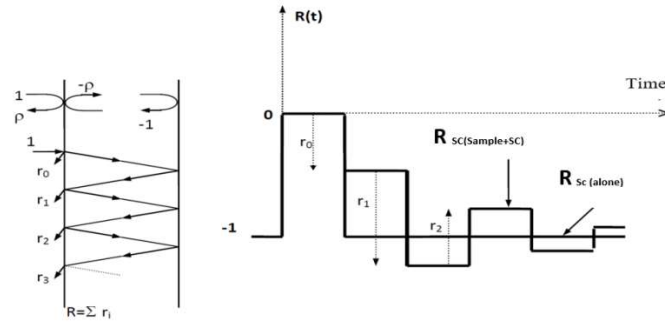 1
-ρ
ρ
-1
1
r0
r1
r2
r3
R=Σ ri
R(t)
Time
0
r0
r1
r2
-1
R SC(Sample+SC)
R Sc (alone)